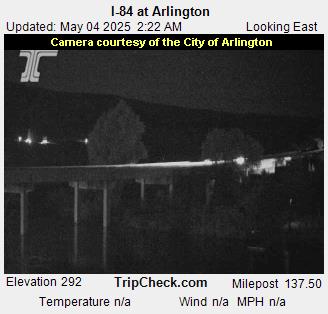 I-84 at Arlington
Updated: May 04 2025 2:22 AM Looking East
Camera courtesy of the City of Arlington
Elevation 292 TripCheck.com Milepost 137.50
Temperature n/a Wind n/a MPH n/a